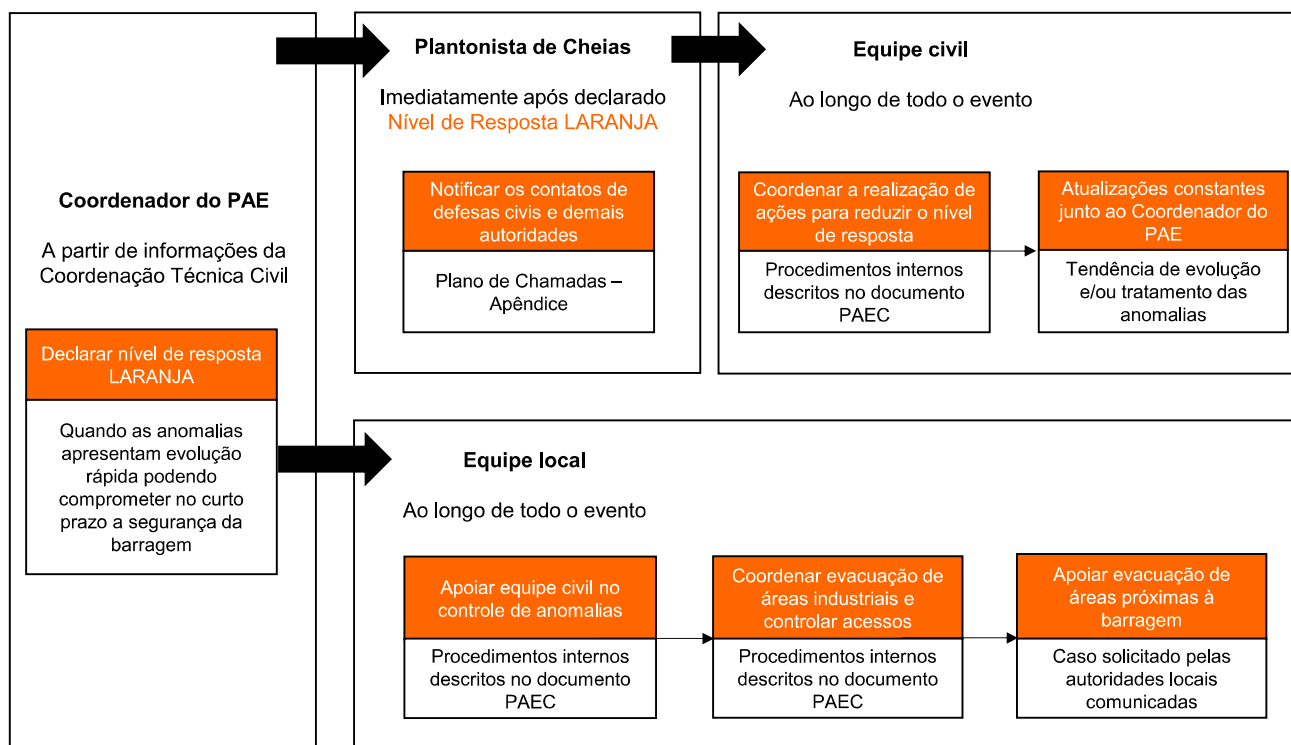 Coordenador do PAE
A partir de informações da
Coordenação Técnica Civil
Declarar nível de resposta
LARANJA
Quando as anomalias
apresentam evolução
rápida podendo
comprometer no curto
prazo a segurança da
barragem
Plantonista de Cheias
Imediatamente após declarado
Nível de Resposta LARANJA
Notificar os contatos de
defesas civis e demais
autoridades
Plano de Chamadas –
Apêndice
Equipe civil
Ao longo de todo o evento
Coordenar a realização de
ações para reduzir o nível
de resposta
Procedimentos internos
descritos no documento
PAEC
Atualizações constantes
junto ao Coordenador do
PAE
Tendência de evolução
e/ou tratamento das
anomalias
Equipe local
Ao longo de todo o evento
Apoiar equipe civil no
controle de anomalias
Procedimentos internos
descritos no documento
PAEC
Coordenar evacuação de
áreas industriais e
controlar acessos
Procedimentos internos
descritos no documento
PAEC
Apoiar evacuação de
áreas próximas à
barragem
Caso solicitado pelas
autoridades locais
comunicadas